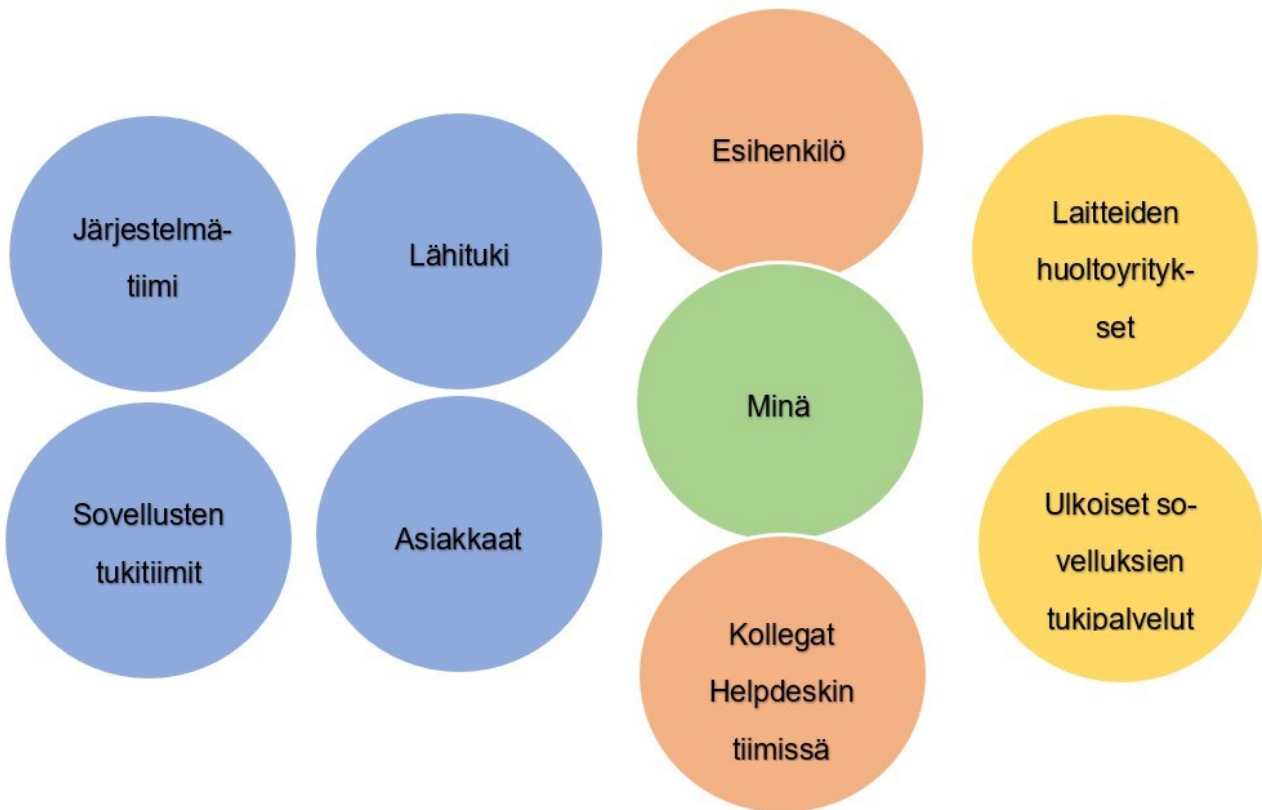 Järjestelmä-
tiimi
Lähituki
Esihenkilö
Laitteiden
huoltoyrityk-
set
Minä
Sovellusten
tukitiimit
Asiakkaat
Kollegat
Helpdeskin
tiimissä
Ulkoiset so-
velluksien
tukipalvelut